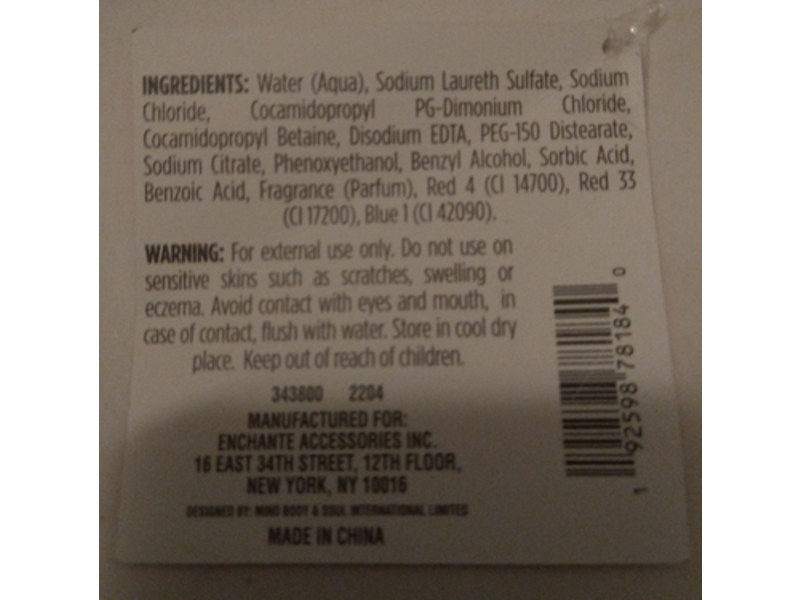 INGREDIENTS: Water (Aqua), Sodium Laureth Sulfate, Sodium
Chloride, Cocamidopropyl PG-Dimonium Chloride,
Cocamidopropyl Betaine, Disodium EDTA, PEG-150 Distearate,
Sodium Citrate, Phenoxyethanol, Benzyl Alcohol, Sorbic Acid,
Benzoic Acid, Fragrance (Parfum), Red 4 (CI 14700), Red 33
(CI 17200), Blue 1 (CI 42090).
WARNING: For external use only. Do not use on
sensitive skins such as scratches, swelling or
eczema. Avoid contact with eyes and mouth, in
case of contact, flush with water. Store in cool dry
place. Keep out of reach of children.
343800 2204
MANUFACTURED FOR:
ENCHANTE ACCESSORIES INC.
16 EAST 34TH STREET, 12TH FLOOR,
NEW YORK, NY 10016
DESIGNED BY: MIND BODY & SOUL INTERNATIONAL LIMITED
MADE IN CHINA
1 92598 78184 0